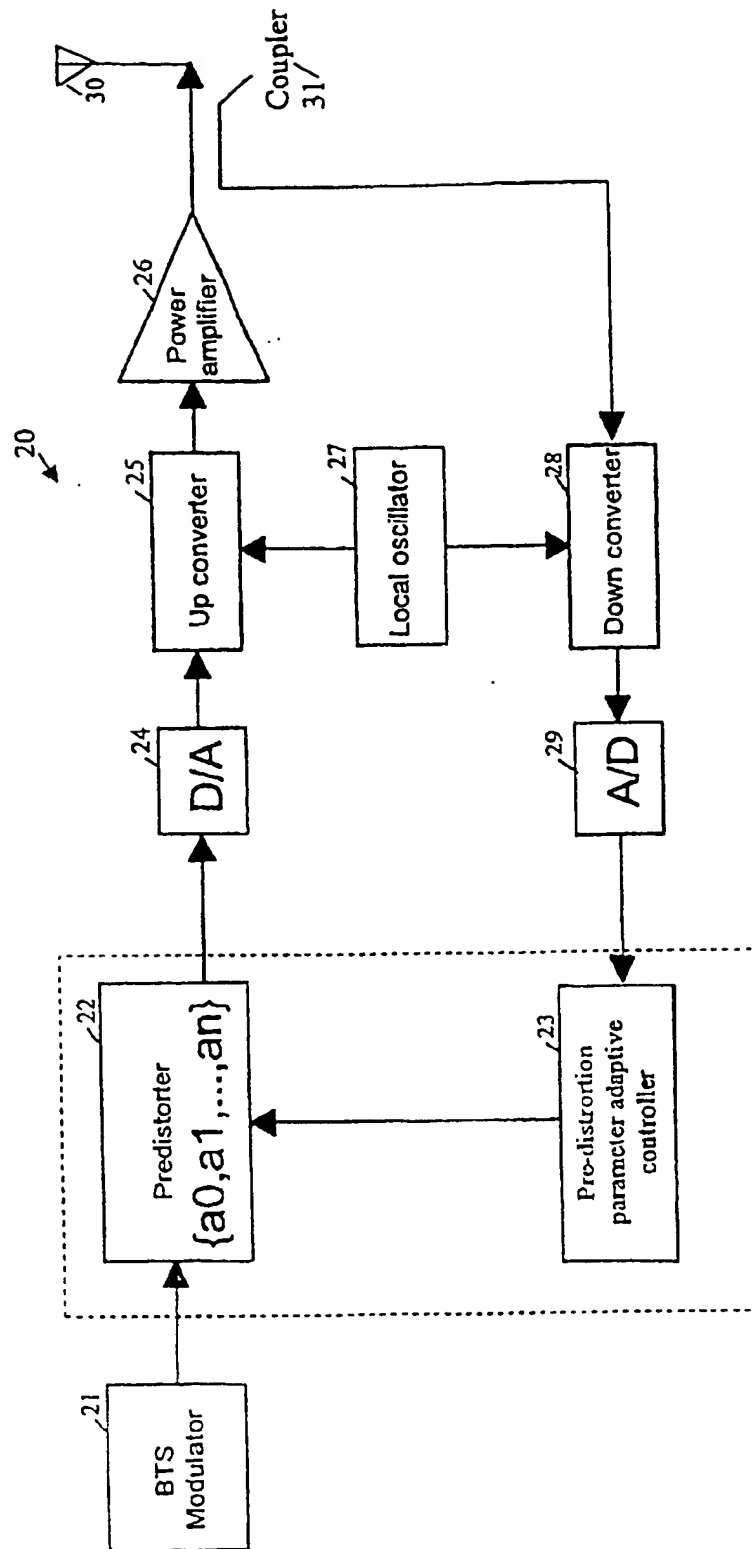 20
21
BTS
Modulator
22
Predistorter
{a0,a1,...,an}
24
D/A
25
Up converter
26
Power
amplifier
30
Coupler
31
27
Local oscillator
23
Pre-distrortion
parameter adaptive
controller
29
A/D
28
Down converter